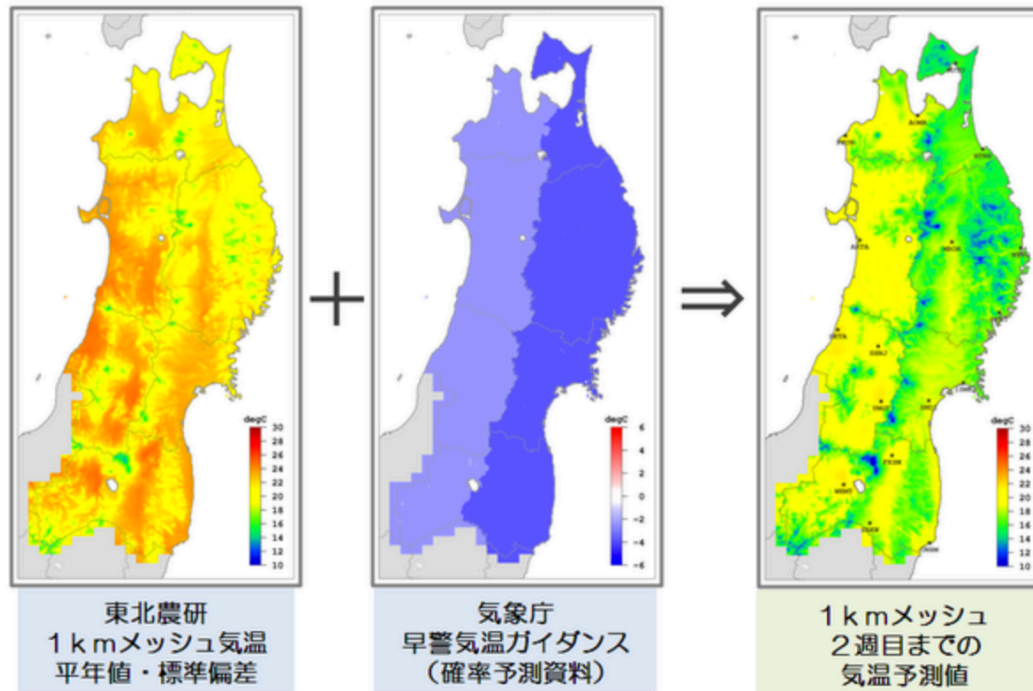 degC
30
28
26
24
22
20
18
16
14
12
10
degC
6
4
2
0
-2
-4
-6
degC
30
28
26
24
22
20
18
16
14
12
10
東北農研
1kmメッシュ気温
平年値・標準偏差
気象庁
早警気温ガイダンス
(確率予測資料)
1kmメッシュ
2週目までの
気温予測値